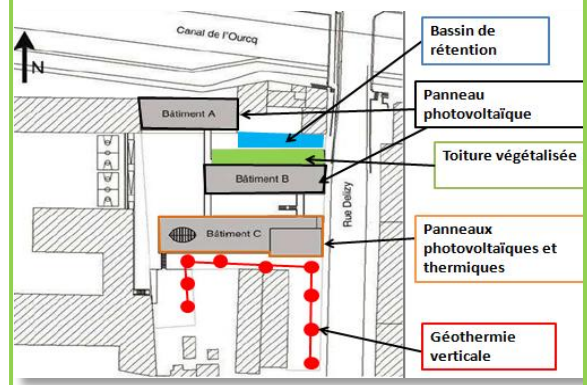 Canal de l'Ourcq
N
Bâtiment A
Bâtiment B
Bâtiment C
Rue Delizy
Bassin de
rétention
Panneau
photovoltaïque
Toiture végétalisée
Panneaux
photovoltaïques et
thermiques
Géothermie
verticale